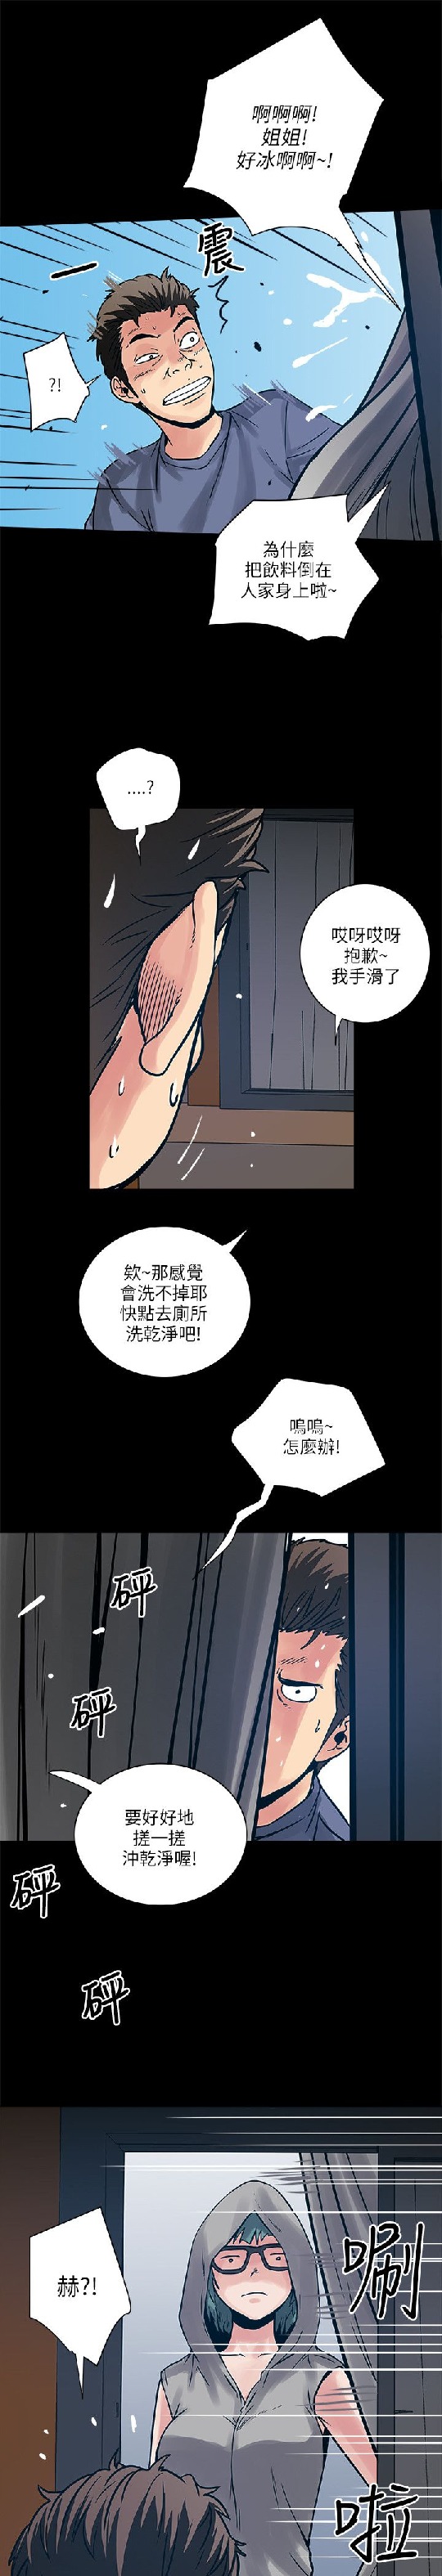 啊啊啊!
姐姐!
好冰啊啊~!
震
?!
為什麼
把飲料倒在
人家身上啦~
....?
哎呀哎呀
抱歉~
我手滑了
欸~那感覺
會洗不掉耶
快點去廁所
洗乾淨吧!
嗚嗚~
怎麼辦!
砰
砰
要好好地
搓一搓
沖乾淨喔!
砰
砰
赫?!
唰
啦